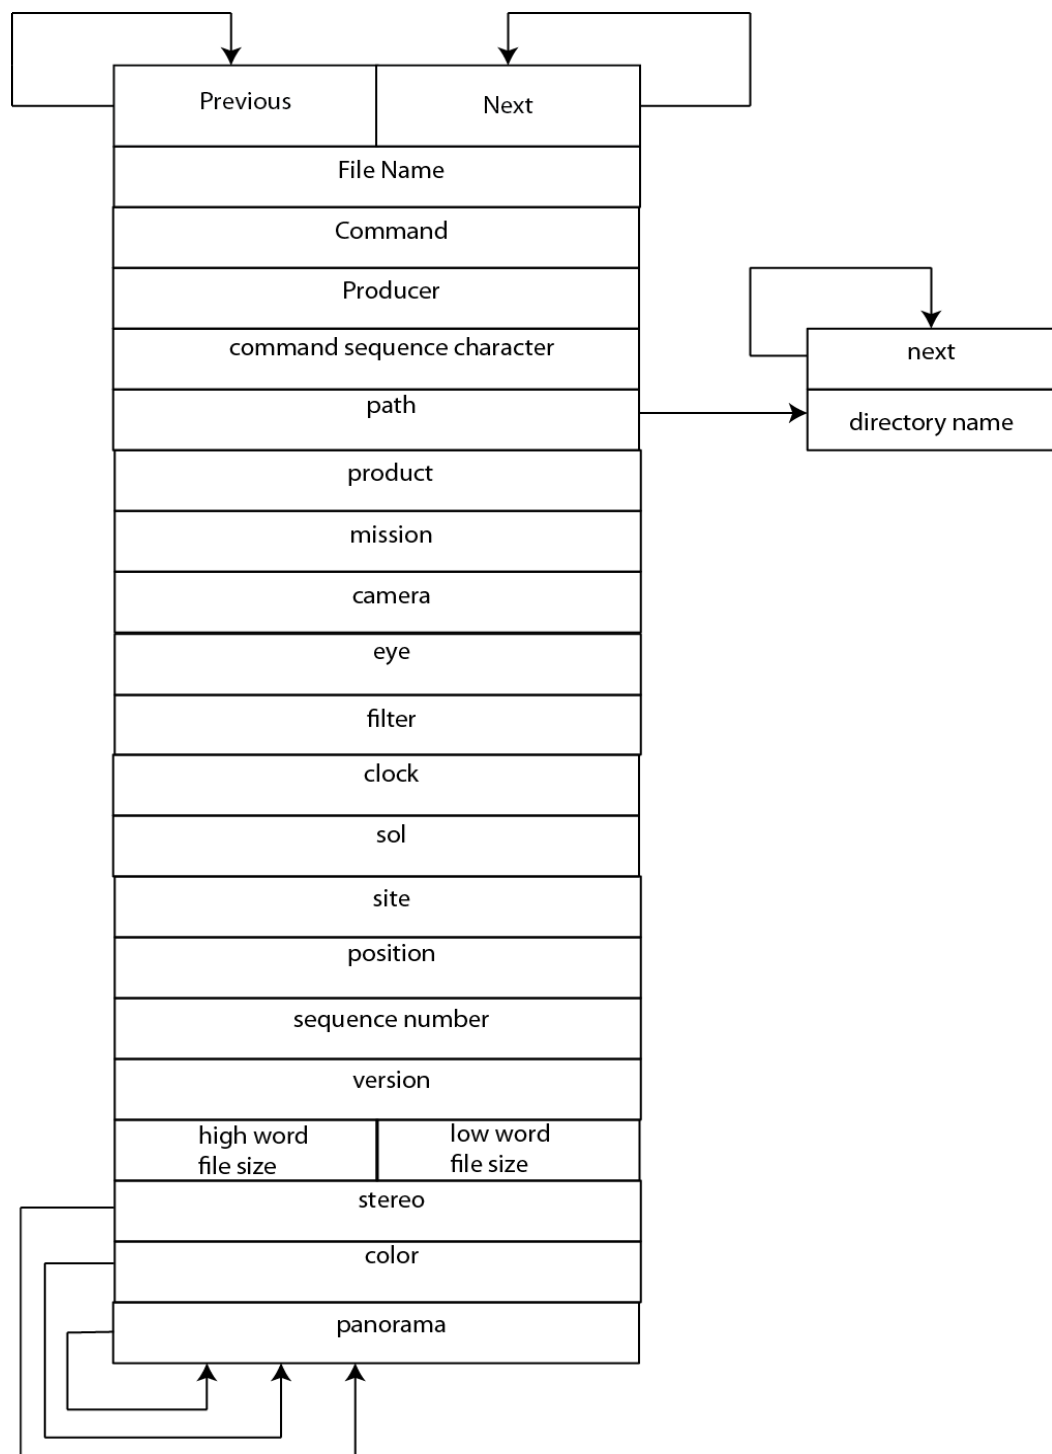 Previous
Next
File Name
Command
Producer
command sequence character
path
next
directory name
product
mission
camera
eye
filter
clock
sol
site
position
sequence number
version
high word
file size
low word
file size
stereo
color
panorama